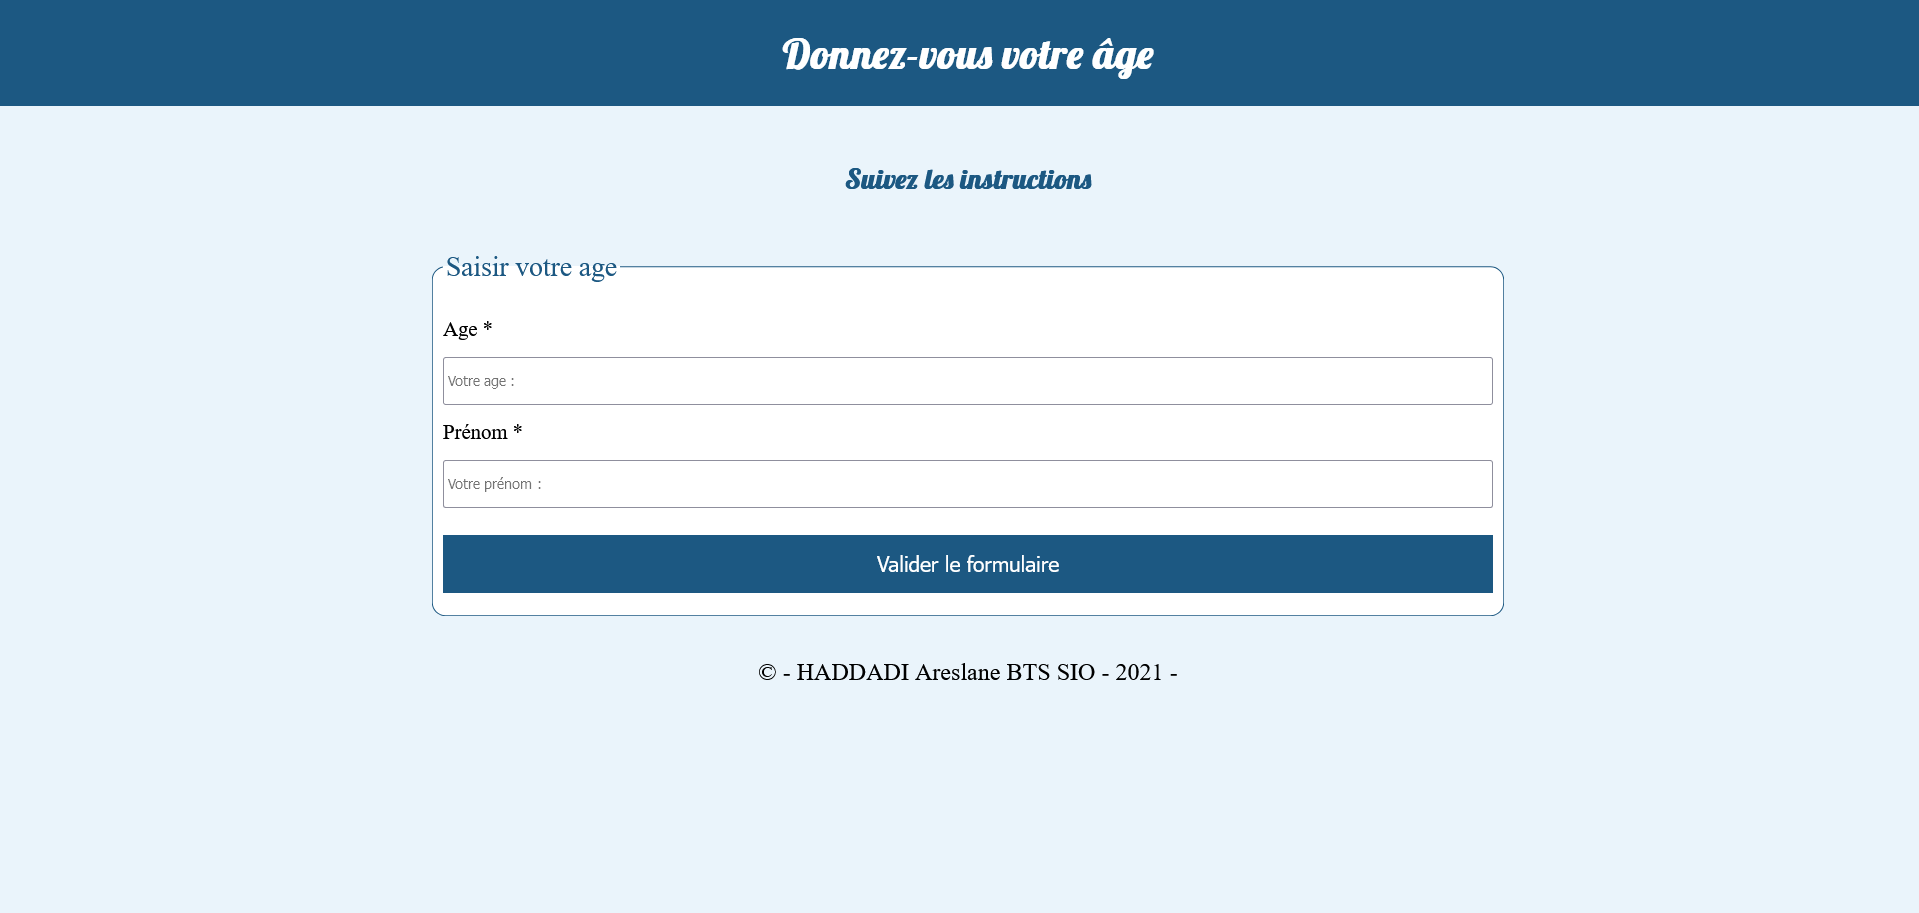 Donnez-vous votre âge
Suivez les instructions
Saisir votre age
Age *
Votre age :
Prénom *
Votre prénom :
Valider le formulaire
© - HADDADI Areslane BTS SIO - 2021 -